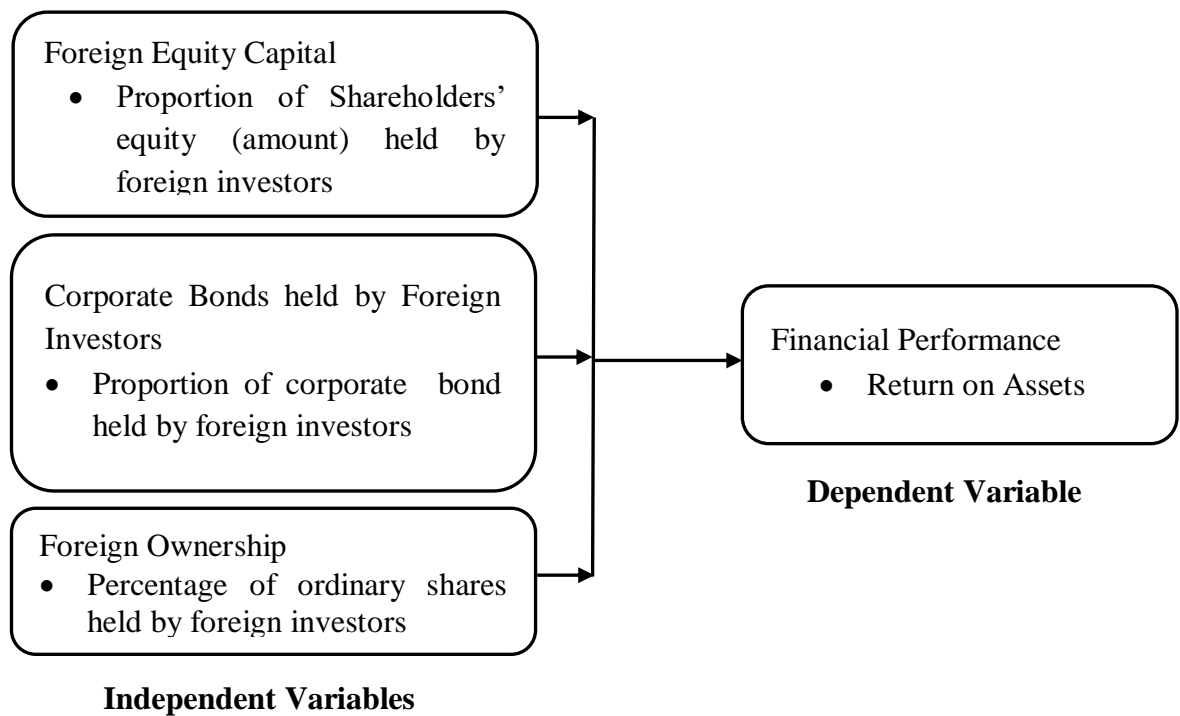 Foreign Equity Capital
• Proportion of Shareholders’
equity (amount) held by
foreign investors
Corporate Bonds held by Foreign
Investors
• Proportion of corporate bond
held by foreign investors
Foreign Ownership
• Percentage of ordinary shares
held by foreign investors
Independent Variables
Financial Performance
• Return on Assets
Dependent Variable